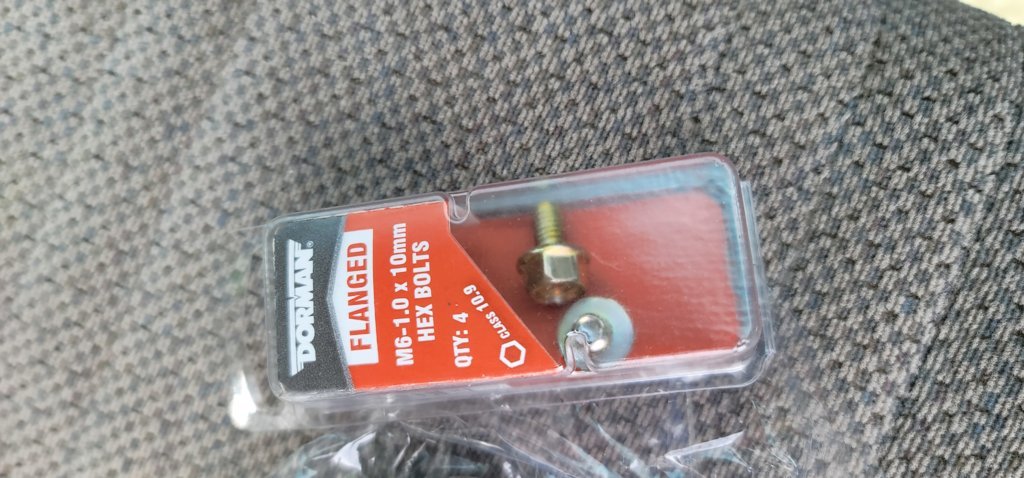 DORMAN®
FLANGED
M6-1.0 x 10mm
HEX BOLTS
QTY: 4
CLASS 10.9